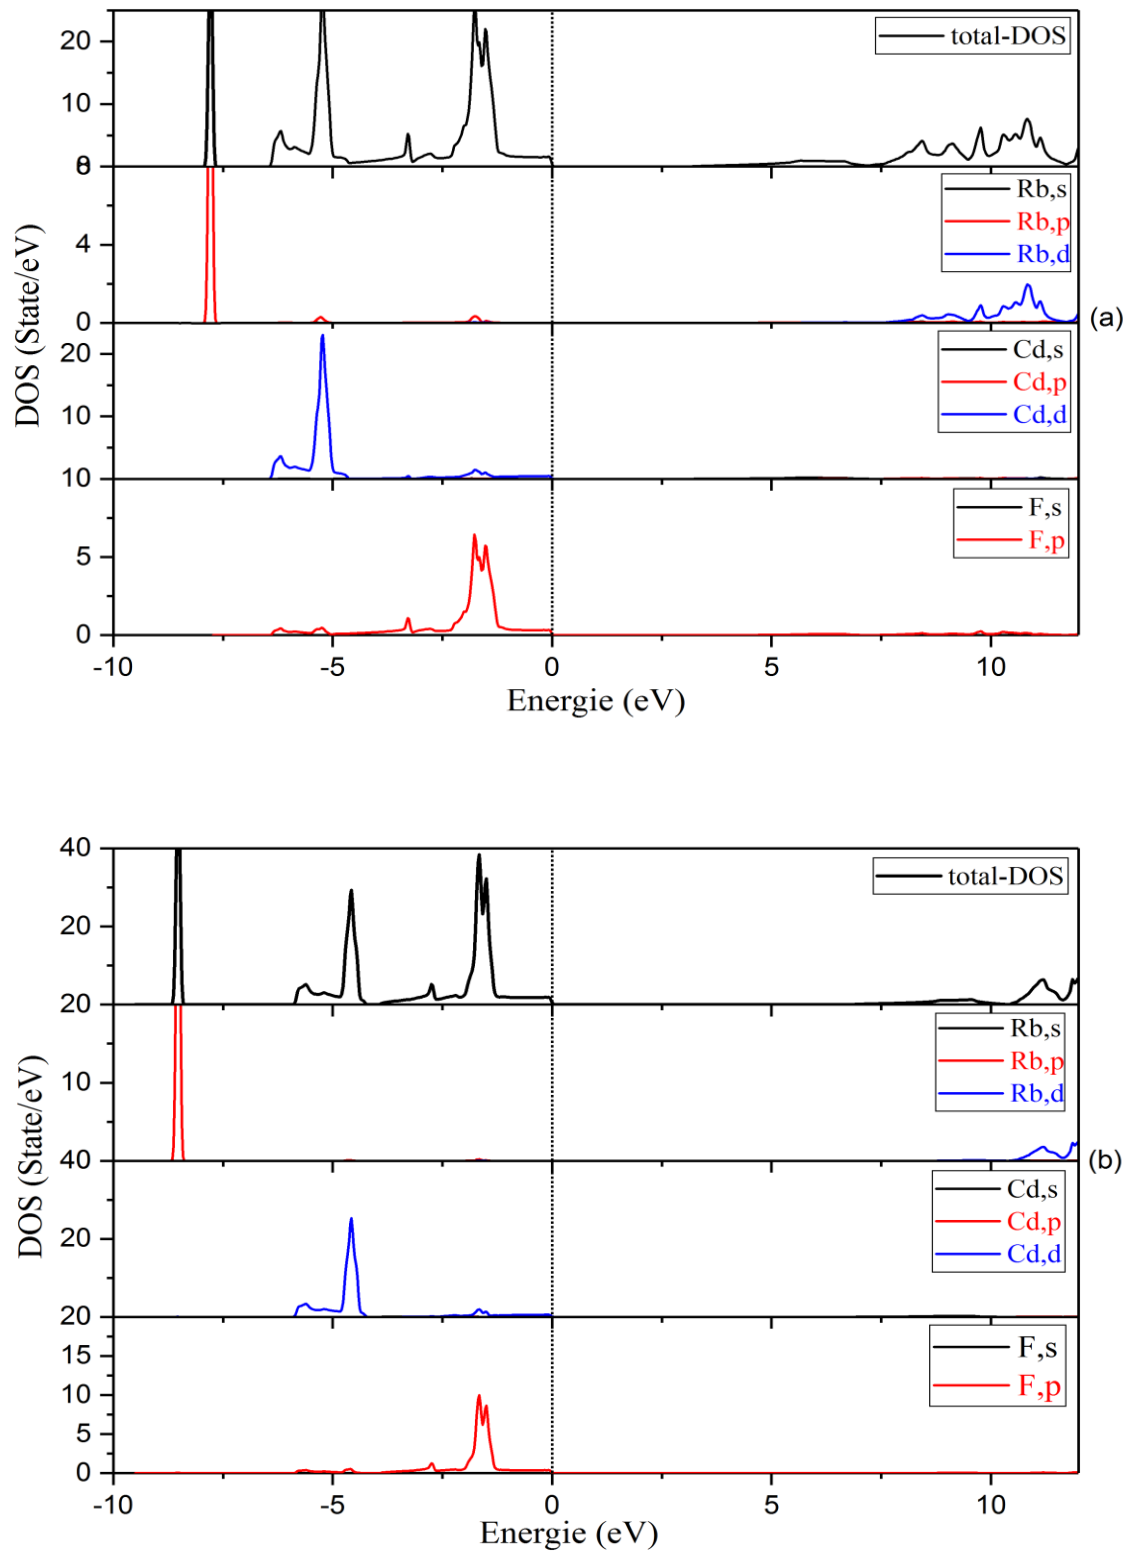 total-DOS
20
10
0
Rb,s
Rb,p
Rb,d
8
4
0
(a)
Cd,s
Cd,p
Cd,d
20
10
0
F,s
F,p
10
5
0
-10 -5 0 5 10
DOS (State/eV)
Energie (eV)
total-DOS
40
20
Rb,s
Rb,p
Rb,d
20
10
(b)
Cd,s
Cd,p
Cd,d
40
20
F,s
F,p
20
15
10
5
0
-10 -5 0 5 10
DOS (State/eV)
Energie (eV)